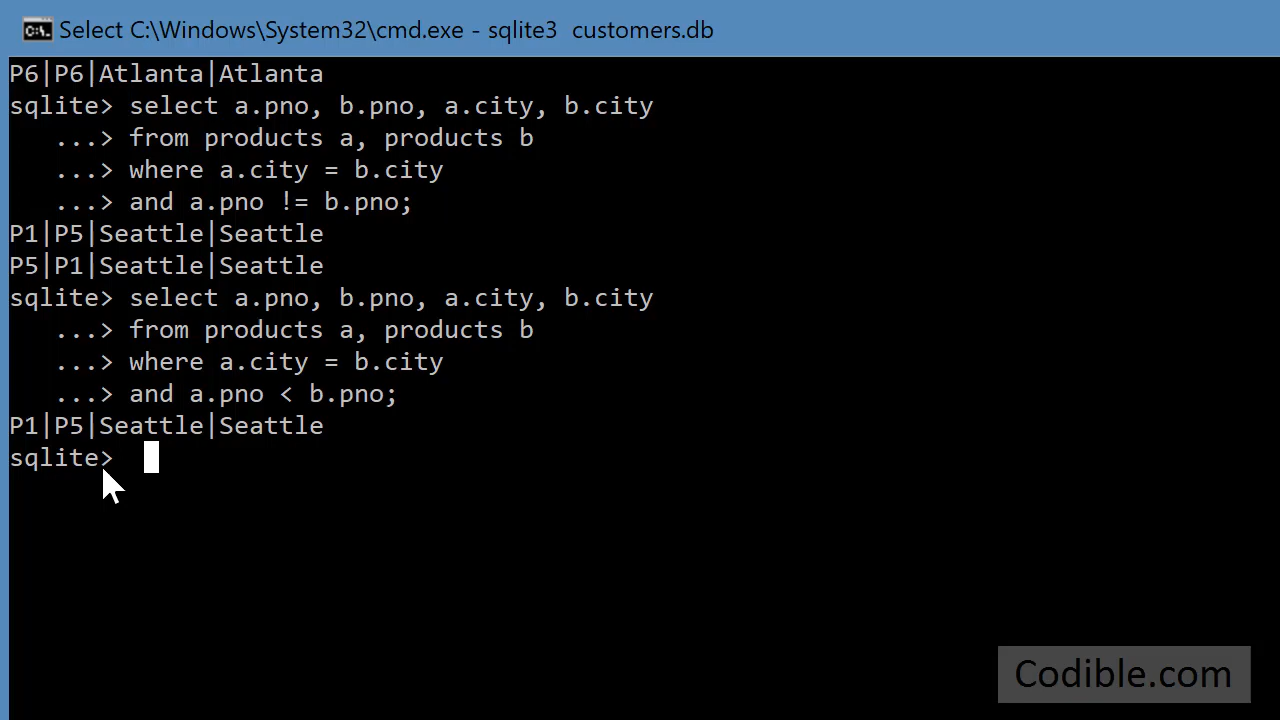 Select C:\Windows\System32\cmd.exe - sqlite3  customers.db
P6|P6|Atlanta|Atlanta
sqlite> select a.pno, b.pno, a.city, b.city
   ...> from products a, products b
   ...> where a.city = b.city
   ...> and a.pno != b.pno;
P1|P5|Seattle|Seattle
P5|P1|Seattle|Seattle
sqlite> select a.pno, b.pno, a.city, b.city
   ...> from products a, products b
   ...> where a.city = b.city
   ...> and a.pno < b.pno;
P1|P5|Seattle|Seattle
sqlite>
Codible.com